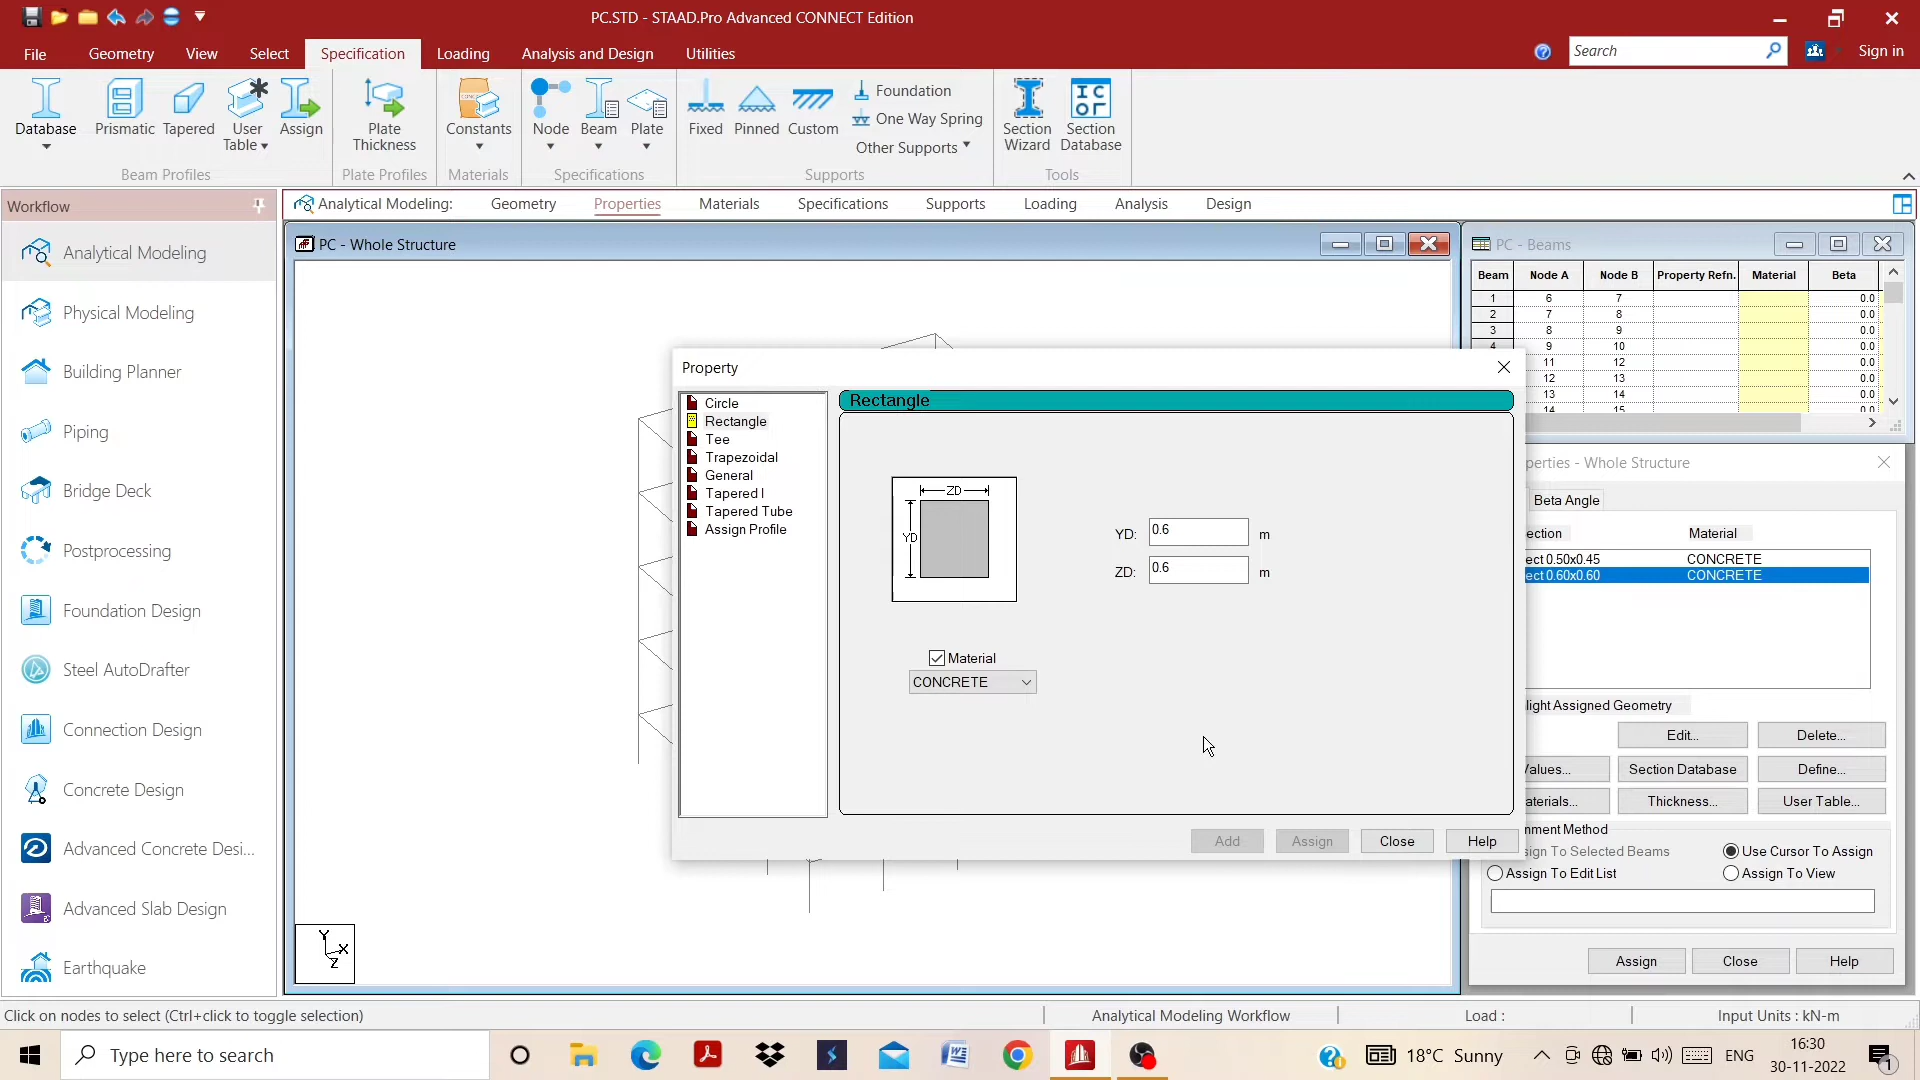 PC.STD - STAAD.Pro Advanced CONNECT Edition
File Geometry View Select Specification Loading Analysis and Design Utilities
Search
Sign in
Database
Prismatic
Tapered
User Table
Assign
Beam Profiles
Plate Thickness
Plate Profiles
Constants
Materials
Node
Beam
Plate
Specifications
Fixed
Pinned
Custom
Foundation
One Way Spring
Other Supports
Supports
Section Wizard
Section Database
Tools
Workflow
Analytical Modeling
Physical Modeling
Building Planner
Piping
Bridge Deck
Postprocessing
Foundation Design
Steel AutoDrafter
Connection Design
Concrete Design
Advanced Concrete Desi...
Advanced Slab Design
Earthquake
Analytical Modeling: Geometry Properties Materials Specifications Supports Loading Analysis Design
PC - Whole Structure
Y
X
Z
PC - Beams
Beam Node A Node B Property Refn. Material Beta
1 6 7 0.0
2 7 8 0.0
3 8 9 0.0
4 9 10 0.0
11 12 0.0
12 13 0.0
13 14 0.0
14 15 0.0
Property
Circle
Rectangle
Tee
Trapezoidal
General
Tapered I
Tapered Tube
Assign Profile
Rectangle
ZD
YD
YD: 0.6 m
ZD: 0.6 m
Material
CONCRETE
Add Assign Close Help
perties - Whole Structure
Beta Angle
ection Material
ect 0.50x0.45 CONCRETE
ect 0.60x0.60 CONCRETE
light Assigned Geometry
Edit... Delete...
alues... Section Database Define...
aterials... Thickness... User Table...
nment Method
ign To Selected Beams Use Cursor To Assign
Assign To Edit List Assign To View
Assign Close Help
Click on nodes to select (Ctrl+click to toggle selection)
Analytical Modeling Workflow
Load :
Input Units : kN-m
Type here to search
18°C Sunny
ENG
16:30
30-11-2022
1